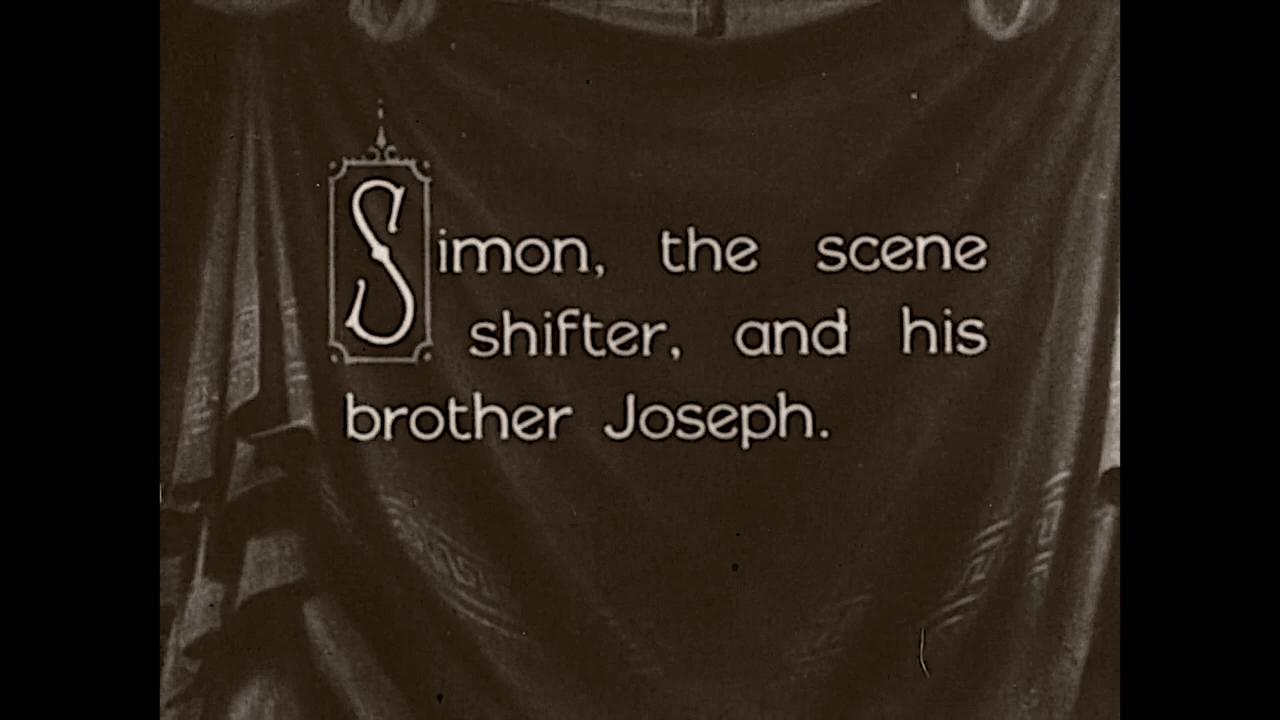 Simon, the scene
shifter, and his
brother Joseph.